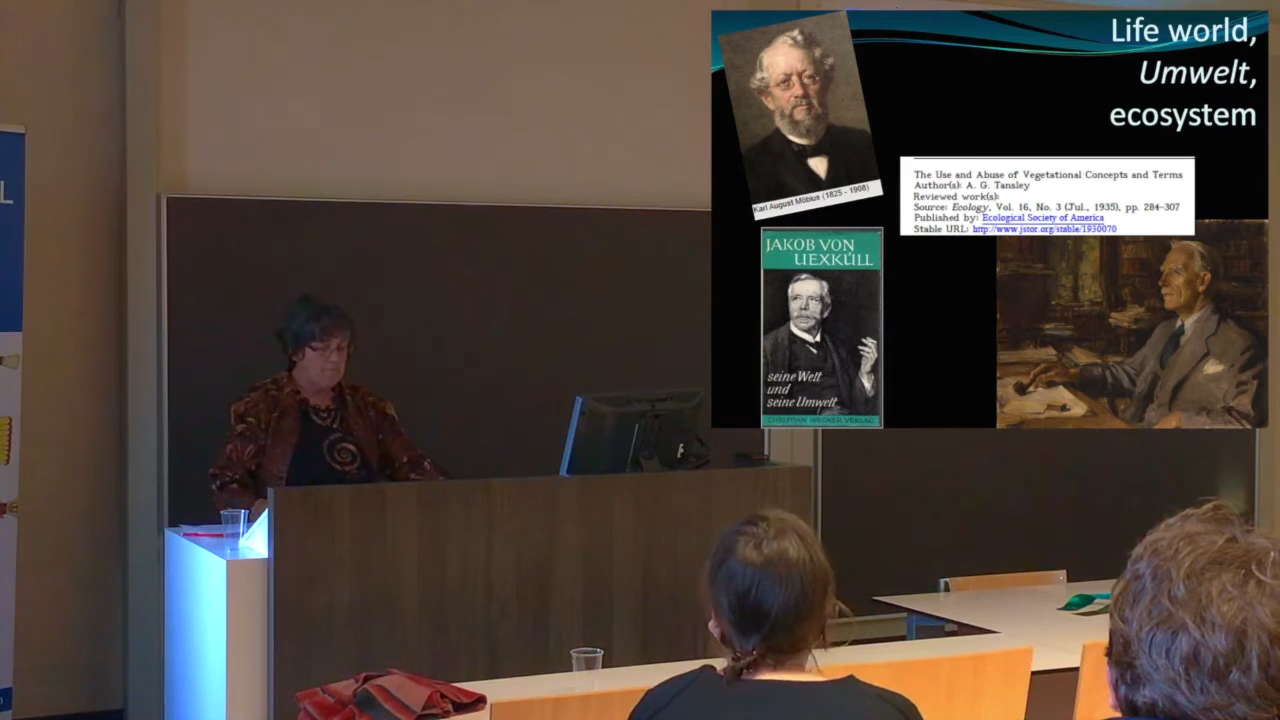 L
Life world,
Umwelt,
ecosystem
Karl August Möbius (1825 - 1908)
The Use and Abuse of Vegetational Concepts and Terms
Author(s): A. G. Tansley
Reviewed work(s):
Source: Ecology, Vol. 16, No. 3 (Jul., 1935), pp. 284-307
Published by: Ecological Society of America
Stable URL: http://www.jstor.org/stable/1930070
JAKOB VON
UEXKÜLL
seine Welt
und
seine Umwelt
CHRISTIAN WEGNER VERLAG